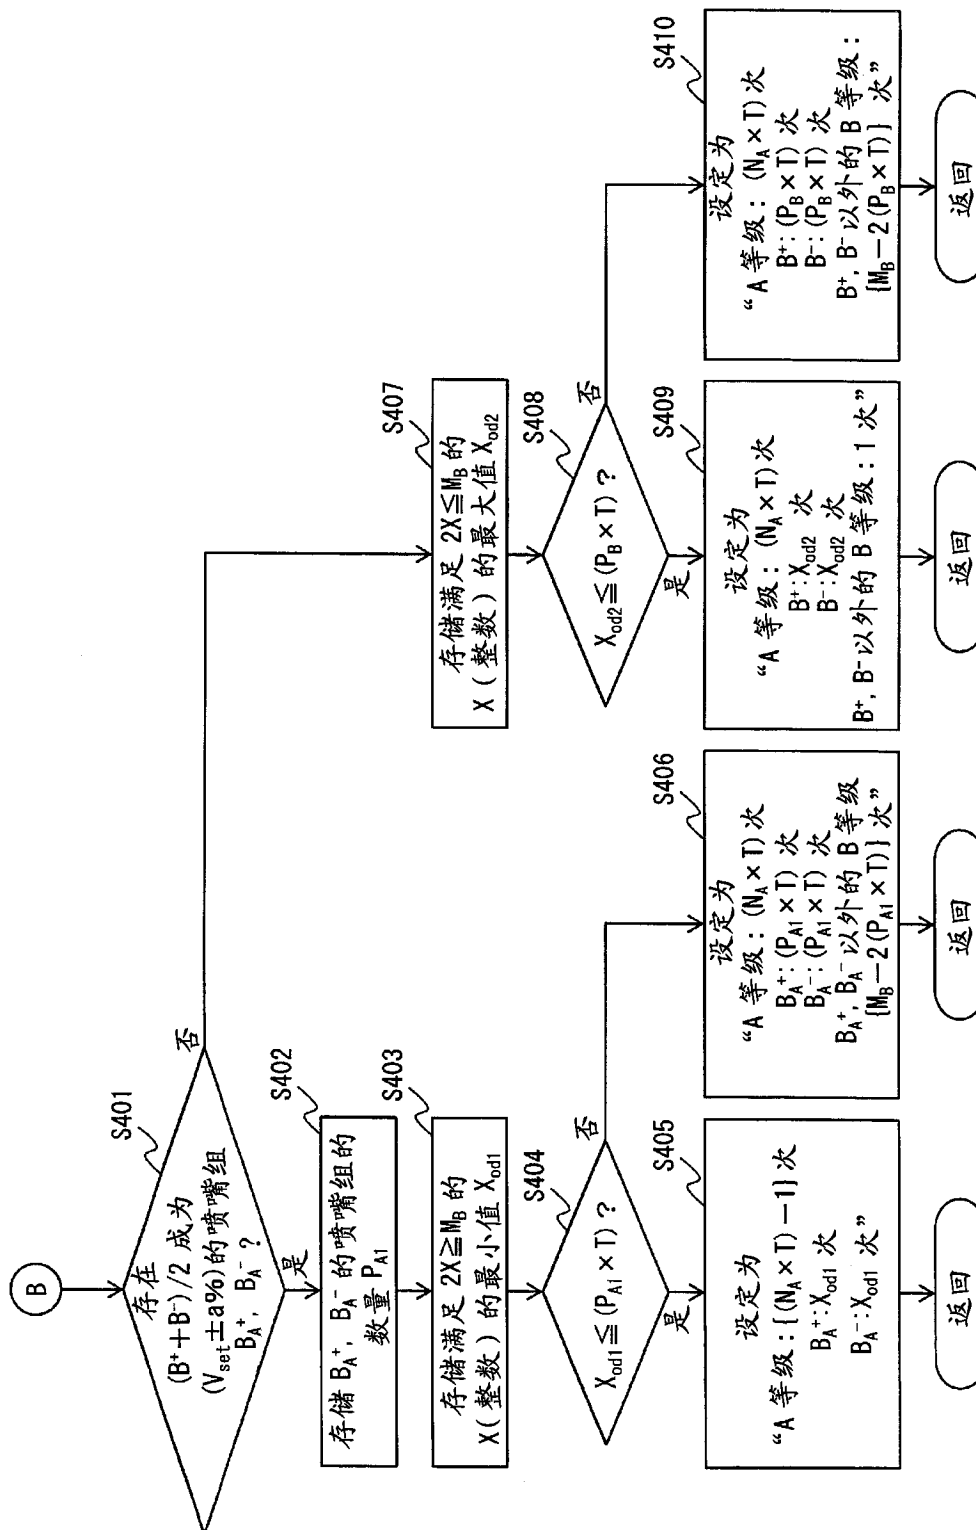 B
S401
存在
(B⁺+B⁻)/2 成为
(V_set±a%)的喷嘴组
B_A⁺, B_A⁻ ?
是
否
S402
存储 B_A⁺, B_A⁻ 的喷嘴组的
数量 P_A1
S403
存储满足 2X≧M_B 的
X(整数)的最小值 X_od1
S404
X_od1≦(P_A1×T)?
是
否
S405
设定为
“A 等级:{(N_A×T)−1}次
B_A⁺:X_od1 次
B_A⁻:X_od1 次”
返回
S406
设定为
“A 等级:(N_A×T)次
B_A⁺:(P_A1×T)次
B_A⁻:(P_A1×T)次
B_A⁺, B_A⁻ 以外的 B 等级
{M_B−2(P_A1×T)}次”
返回
S407
存储满足 2X≦M_B 的
X(整数)的最大值 X_od2
S408
X_od2≦(P_B×T)?
是
否
S409
设定为
“A 等级:(N_A×T)次
B⁺:X_od2 次
B⁻:X_od2 次
B⁺, B⁻以外的 B 等级:1 次”
返回
S410
设定为
“A 等级:(N_A×T)次
B⁺:(P_B×T)次
B⁻:(P_B×T)次
B⁺, B⁻以外的 B 等级:
{M_B−2(P_B×T)} 次”
返回